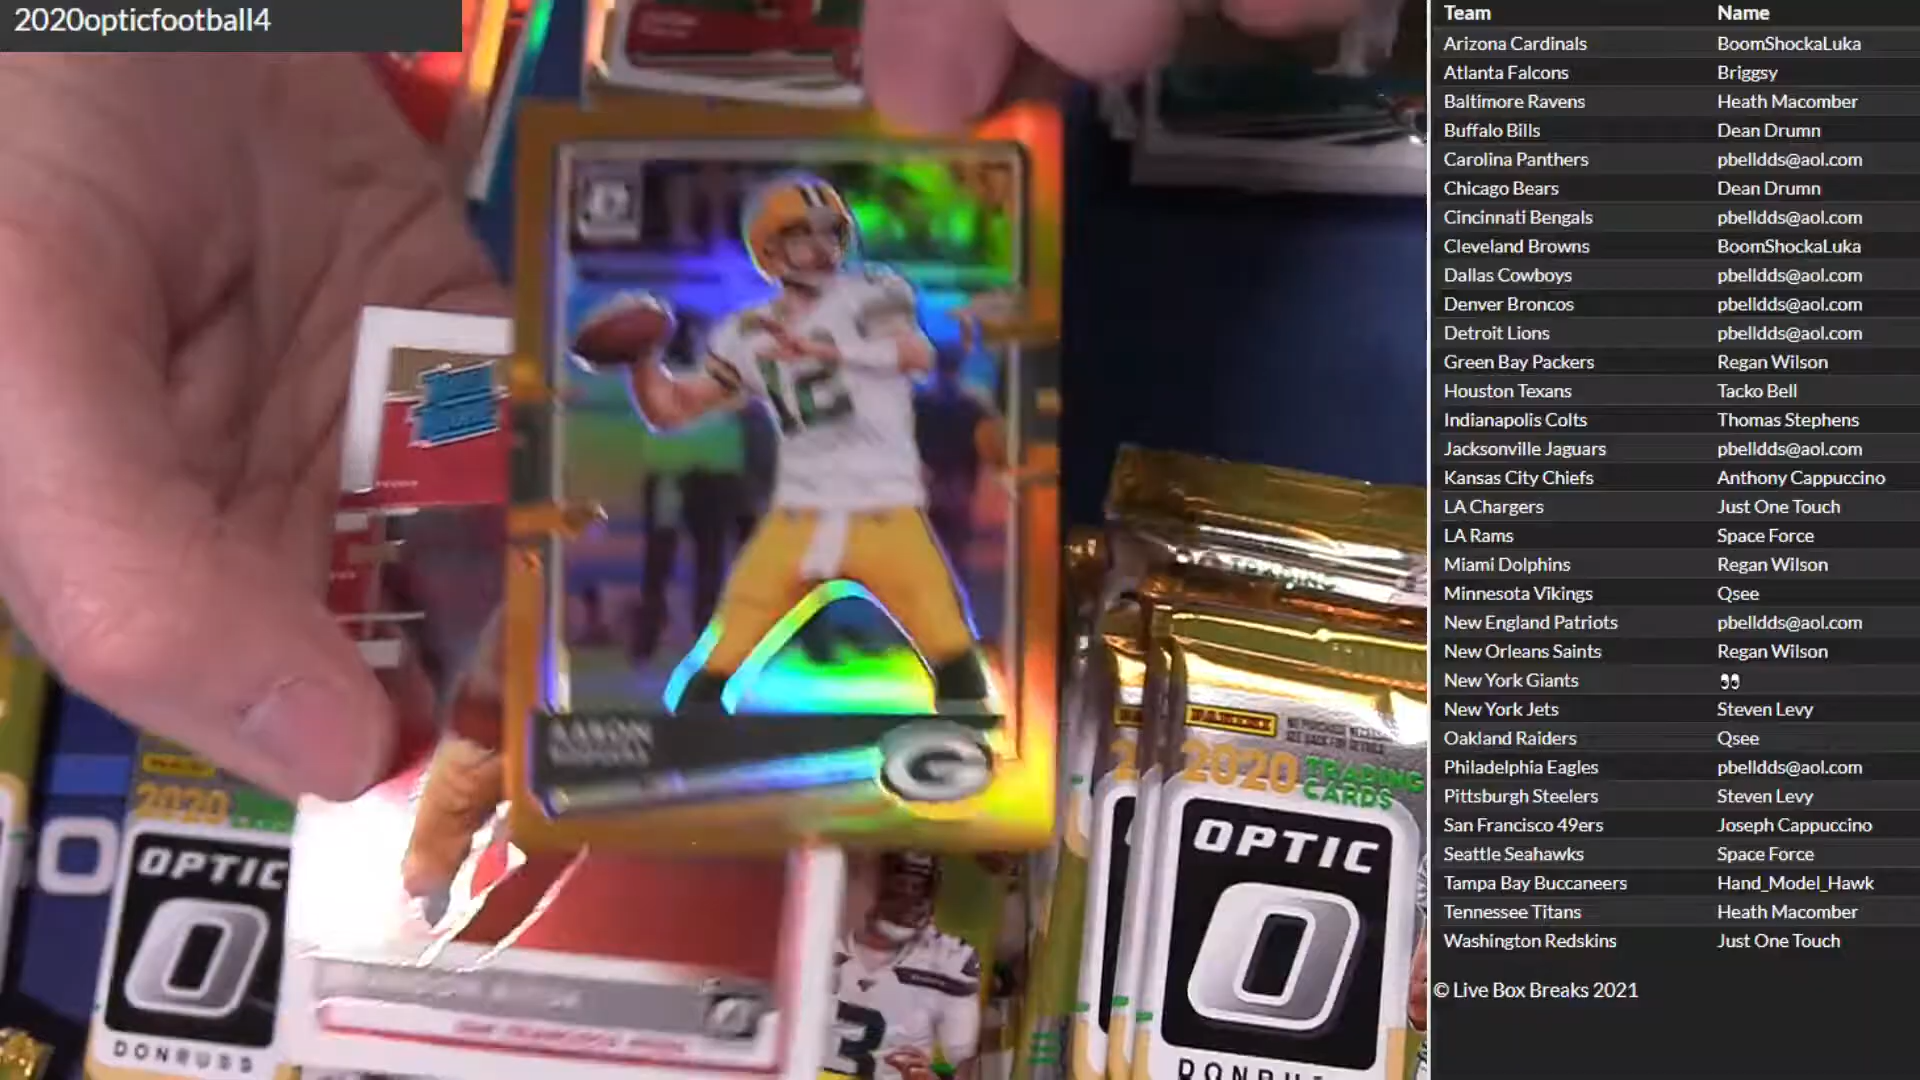 2020opticfootball4
Team Name
Arizona Cardinals BoomShockaLuka
Atlanta Falcons Briggsy
Baltimore Ravens Heath Macomber
Buffalo Bills Dean Drumn
Carolina Panthers pbelldds@aol.com
Chicago Bears Dean Drumn
Cincinnati Bengals pbelldds@aol.com
Cleveland Browns BoomShockaLuka
Dallas Cowboys pbelldds@aol.com
Denver Broncos pbelldds@aol.com
Detroit Lions pbelldds@aol.com
Green Bay Packers Regan Wilson
Houston Texans Tacko Bell
Indianapolis Colts Thomas Stephens
Jacksonville Jaguars pbelldds@aol.com
Kansas City Chiefs Anthony Cappuccino
LA Chargers Just One Touch
LA Rams Space Force
Miami Dolphins Regan Wilson
Minnesota Vikings Qsee
New England Patriots pbelldds@aol.com
New Orleans Saints Regan Wilson
New York Giants 👀
New York Jets Steven Levy
Oakland Raiders Qsee
Philadelphia Eagles pbelldds@aol.com
Pittsburgh Steelers Steven Levy
San Francisco 49ers Joseph Cappuccino
Seattle Seahawks Space Force
Tampa Bay Buccaneers Hand_Model_Hawk
Tennessee Titans Heath Macomber
Washington Redskins Just One Touch
© Live Box Breaks 2021
12
AARON
RODGERS
G
2020
OPTIC
O
DONRUSS
3
PANINI
2020 TRADING
CARDS
OPTIC
O